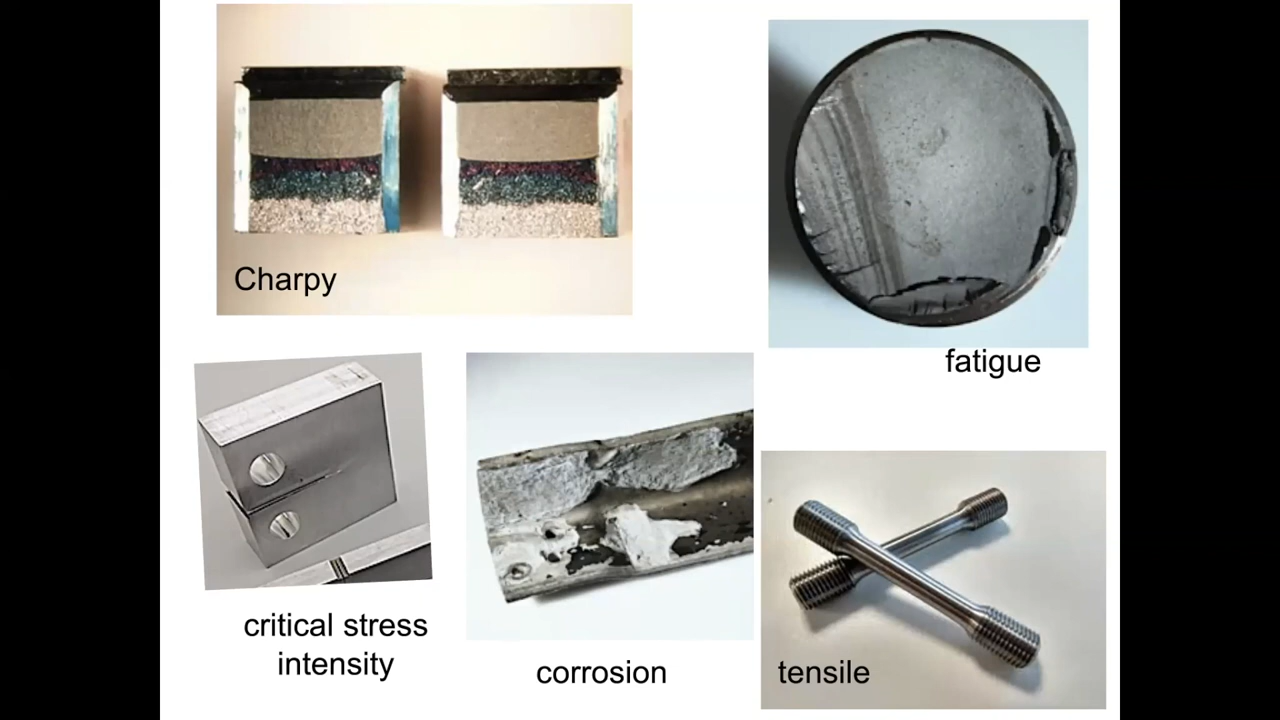 Charpy
fatigue
critical stress
intensity
corrosion
tensile